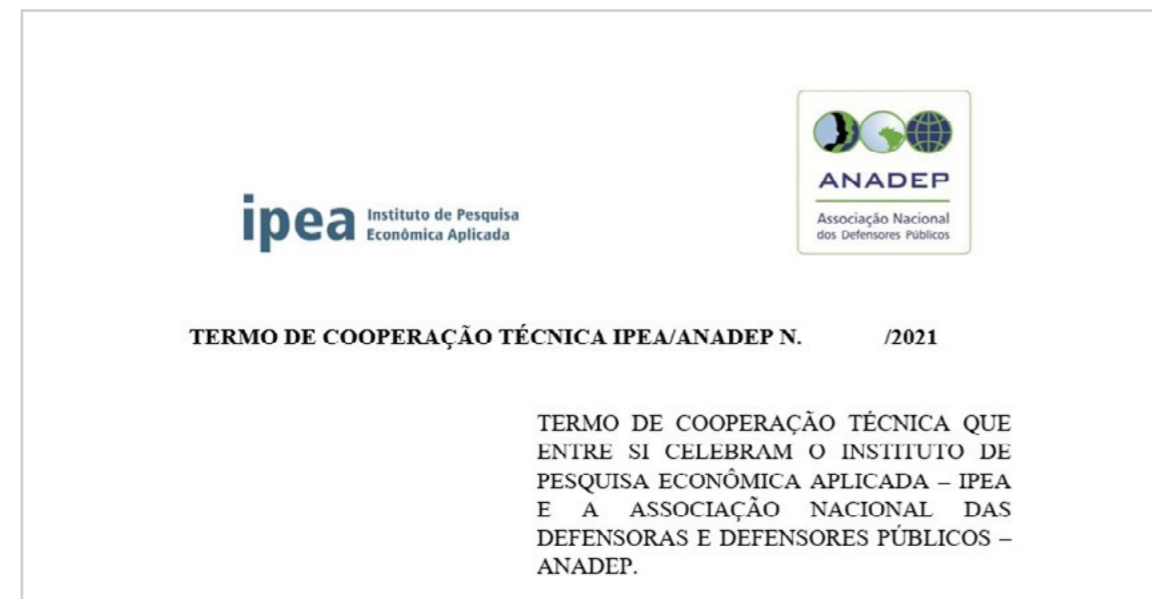 ipea Instituto de Pesquisa
Econômica Aplicada
ANADEP
Associação Nacional
dos Defensores Públicos
TERMO DE COOPERAÇÃO TÉCNICA IPEA/ANADEP N. /2021
TERMO DE COOPERAÇÃO TÉCNICA QUE
ENTRE SI CELEBRAM O INSTITUTO DE
PESQUISA ECONÔMICA APLICADA – IPEA
E A ASSOCIAÇÃO NACIONAL DAS
DEFENSORAS E DEFENSORES PÚBLICOS –
ANADEP.